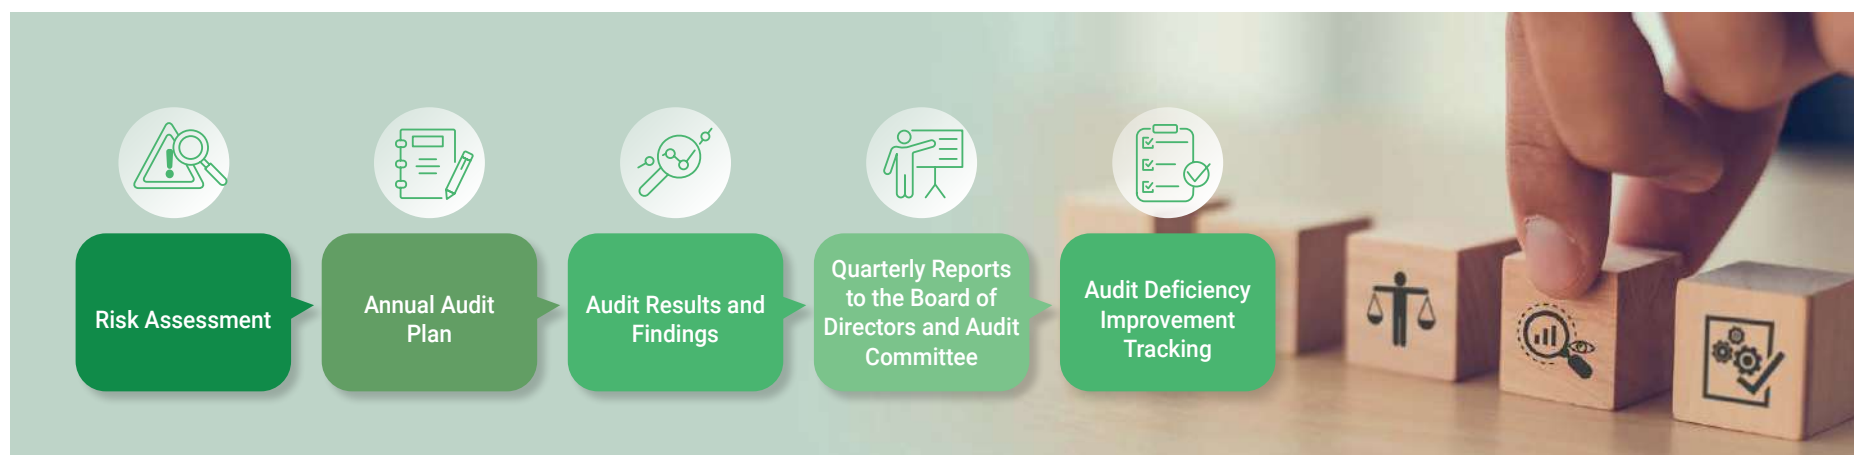 Risk Assessment
Annual Audit
Plan
Audit Results and
Findings
Quarterly Reports
to the Board of
Directors and Audit
Committee
Audit Deficiency
Improvement
Tracking